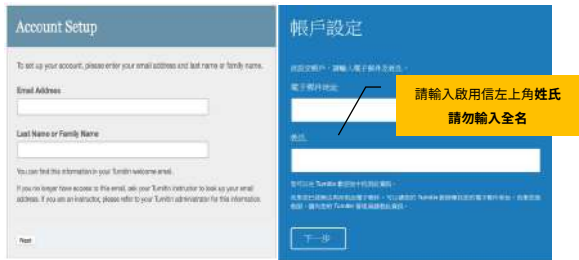 Account Setup
To set up your account, please enter your email address and last name or family name.
Email Address
Last Name or Family Name
You can find this information in your Turnitin welcome email.
If you no longer have access to this email, ask your Turnitin instructor to look up your email
address. If you are an instructor, please refer to your Turnitin administrator for this information.
Next
帳戶設定
電子郵件地址
姓氏
下一步
請輸入啟用信左上角姓氏
請勿輸入全名